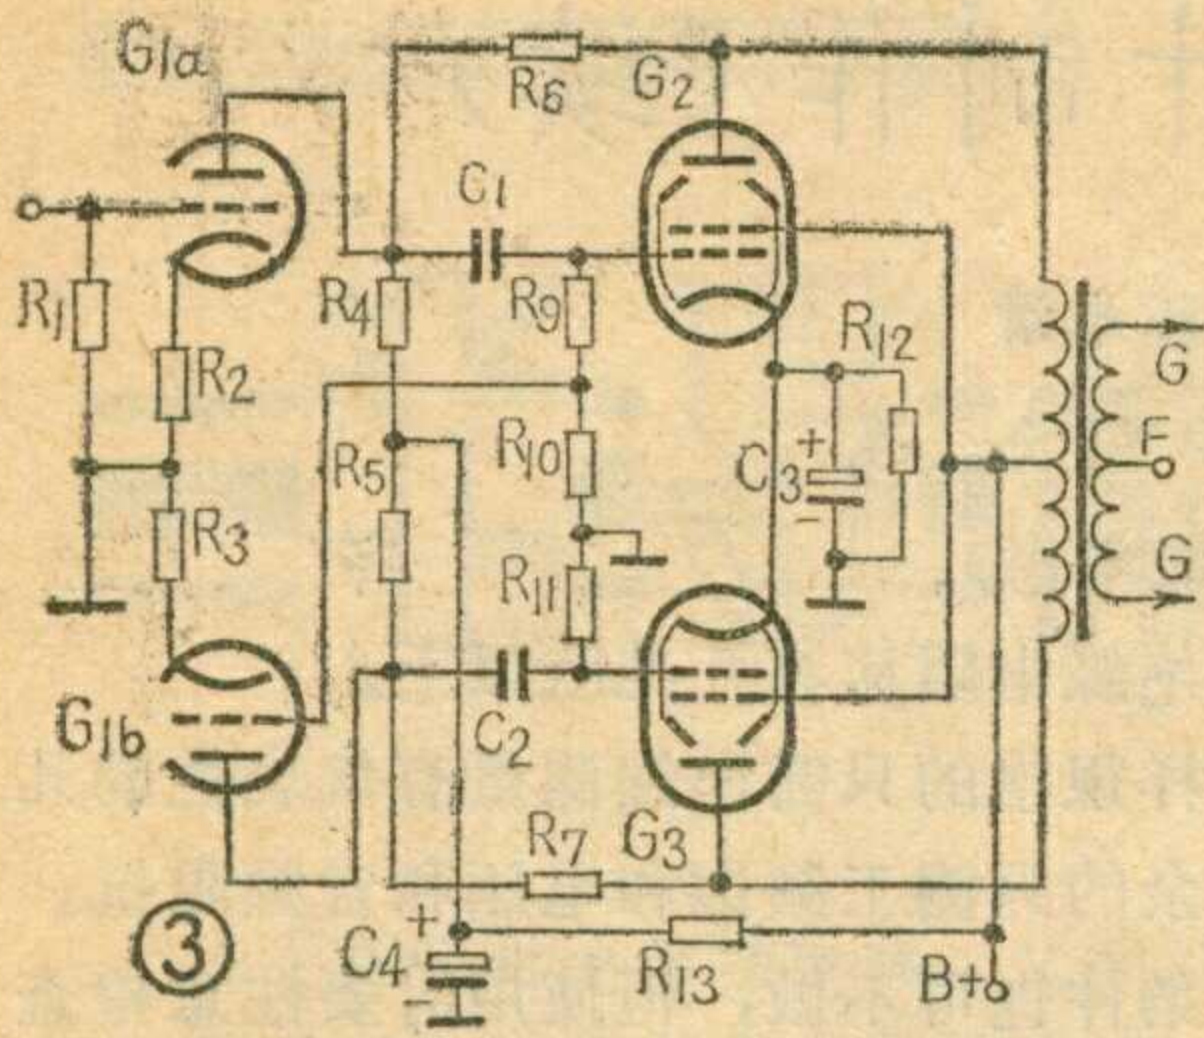 G1a
R6
G2
C1
R1
R4
R9
R12
R2
G
R5
R10
C3
+
-
F
R3
R11
G
G1b
C2
R7
G3
③
C4
+
-
R13
B+